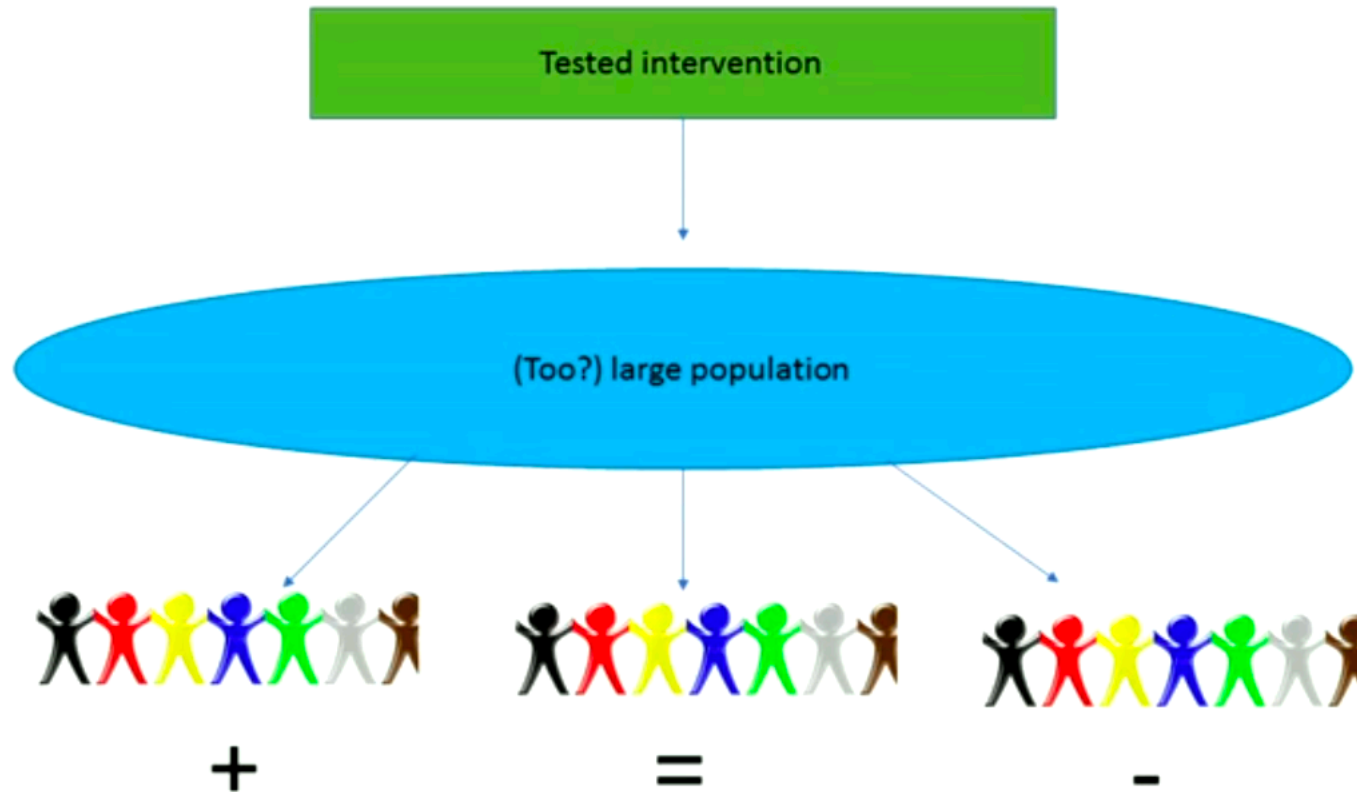 Tested intervention
(Too?) large population
+ = -